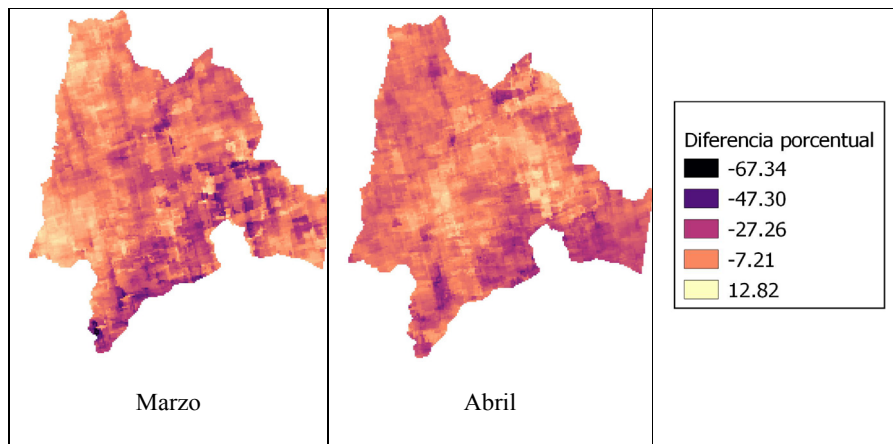 Marzo
Abril
Diferencia porcentual
-67.34
-47.30
-27.26
-7.21
12.82